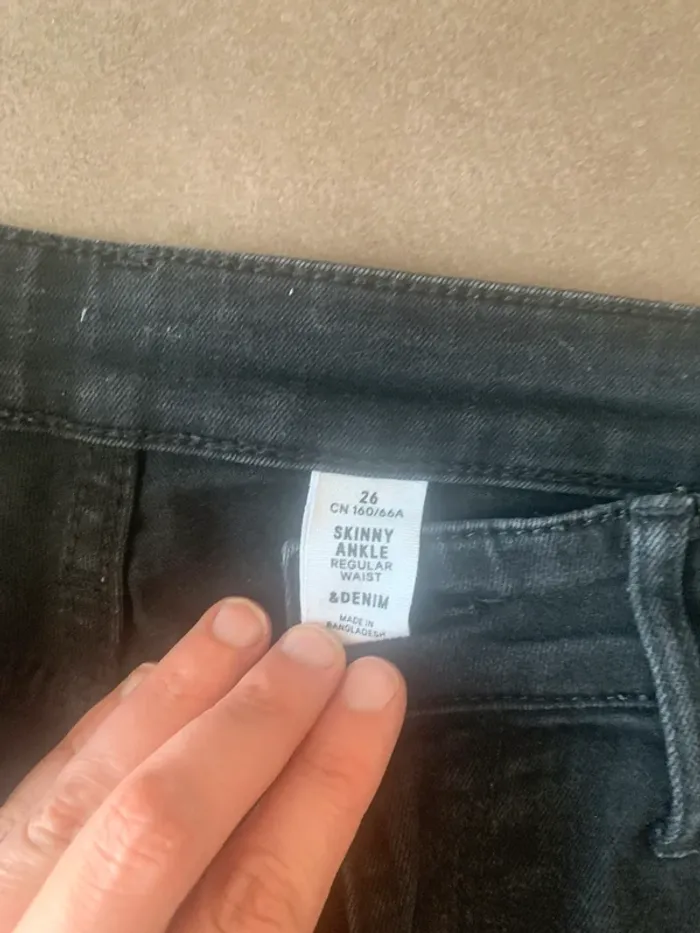 26
CN 160/66A
SKINNY
ANKLE
REGULAR
WAIST
&DENIM
MADE IN
BANGLADESH